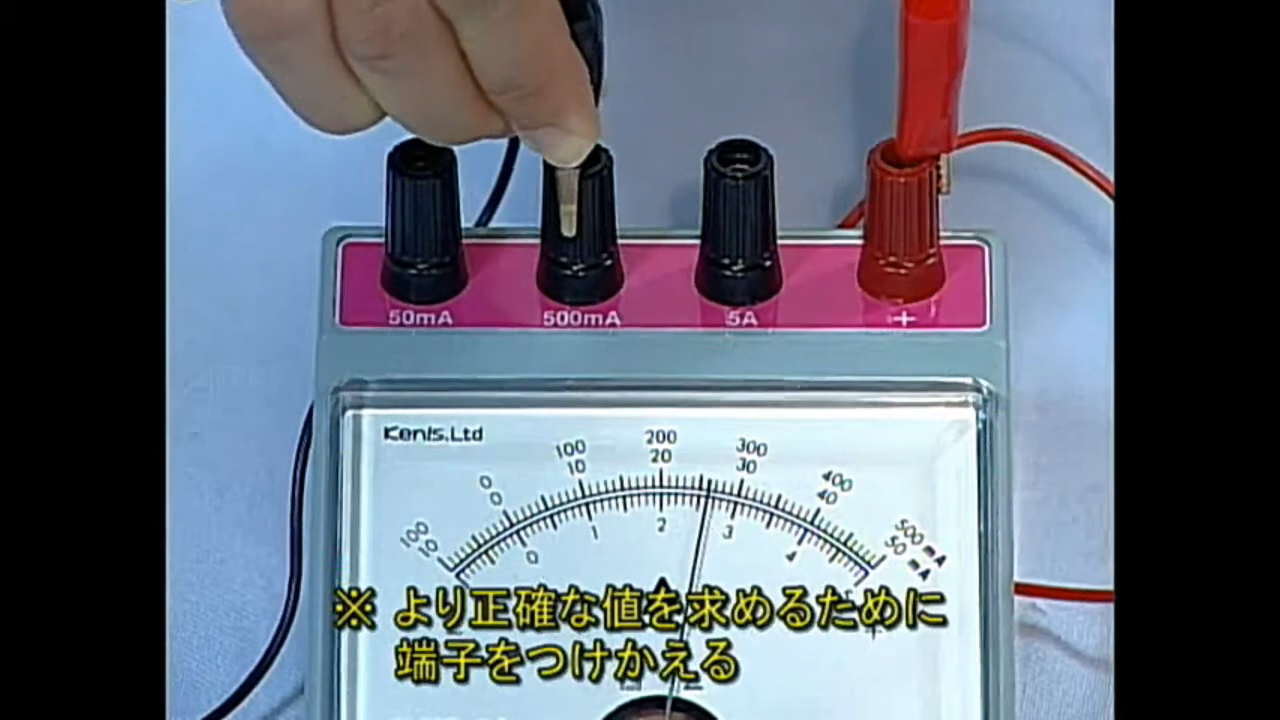 50mA 500mA 5A +
Kenis.Ltd
100 0 100 200 300 400 500 mA
10 0 10 20 30 40 50 mA
0 1 2 3 4
※ より正確な値を求めるために
端子をつけかえる